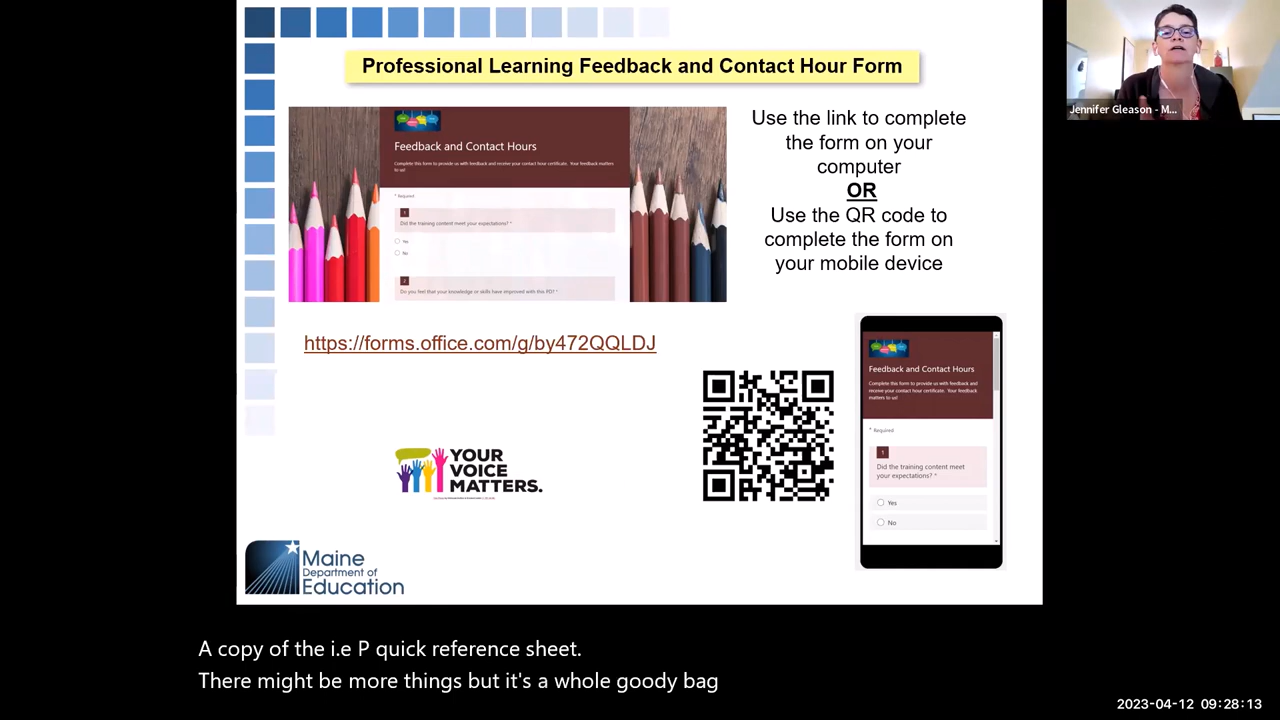 Professional Learning Feedback and Contact Hour Form
Feedback and Contact Hours
Complete this form to provide us with feedback and receive your contact hour certificate. Your feedback matters
to us!
* Required
1
Did the training content meet your expectations? *
Yes
No
2
Do you feel that your knowledge or skills have improved with this PD? *
Use the link to complete
the form on your
computer
OR
Use the QR code to
complete the form on
your mobile device
https://forms.office.com/g/by472QQLDJ
YOUR
VOICE
MATTERS.
Feedback and Contact Hours
Complete this form to provide us with feedback and
receive your contact hour certificate. Your feedback
matters to us!
* Required
1
Did the training content meet
your expectations? *
Yes
No
Maine
Department of
Education
Jennifer Gleason - M...
A copy of the i.e P quick reference sheet.
There might be more things but it's a whole goody bag
2023-04-12 09:28:13